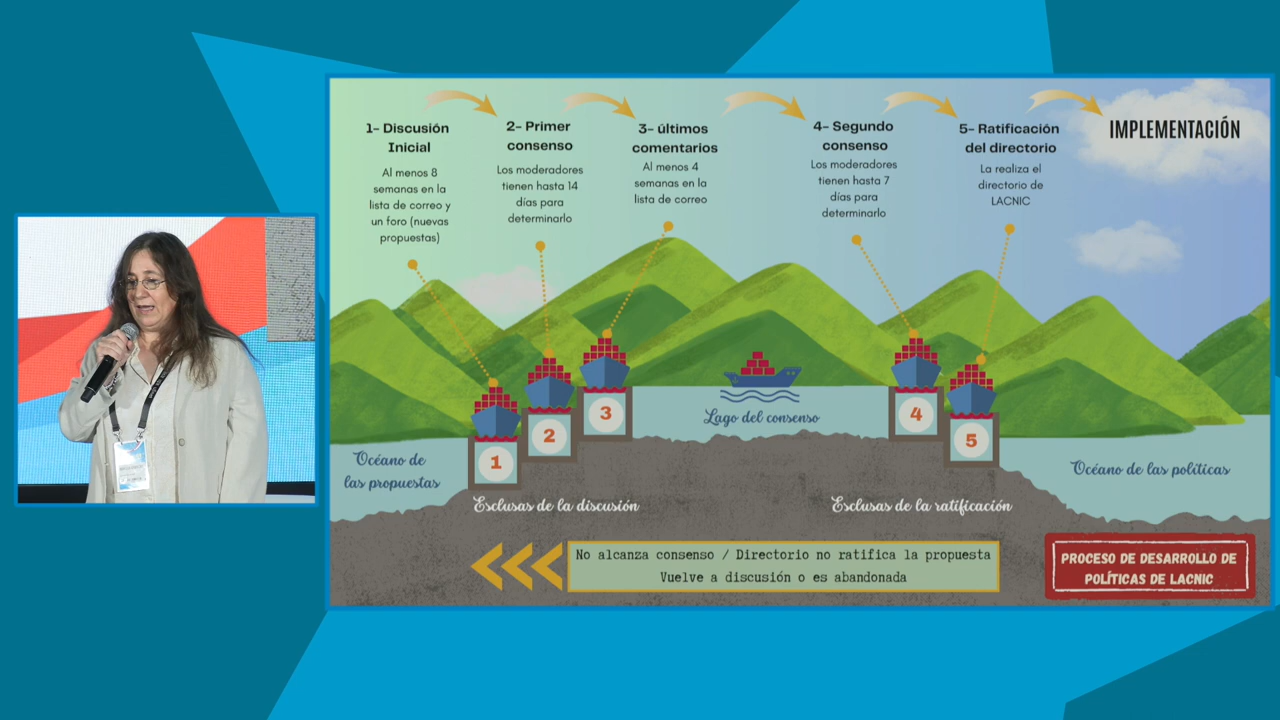 1- Discusión
Inicial
Al menos 8
semanas en la
lista de correo y
un foro (nuevas
propuestas)
2- Primer
consenso
Los moderadores
tienen hasta 14
días para
determinarlo
3- últimos
comentarios
Al menos 4
semanas en la
lista de correo
4- Segundo
consenso
Los moderadores
tienen hasta 7
días para
determinarlo
5- Ratificación
del directorio
La realiza el
directorio de
LACNIC
IMPLEMENTACIÓN
1
2
3
4
5
Lago del consenso
Océano de
las propuestas
Océano de las políticas
Esclusas de la discusión
Esclusas de la ratificación
No alcanza consenso / Directorio no ratifica la propuesta
Vuelve a discusión o es abandonada
PROCESO DE DESARROLLO DE
POLÍTICAS DE LACNIC